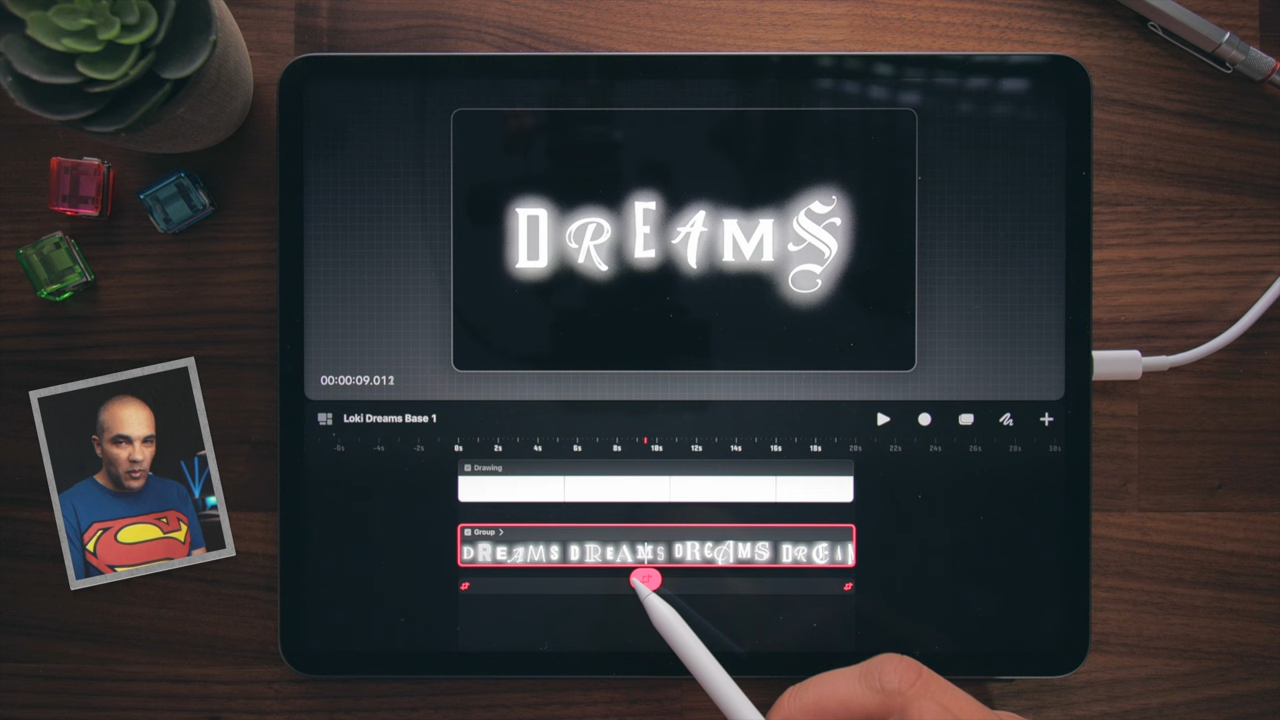 DREAMS
00:00:09.012
Loki Dreams Base 1
-6s -4s -2s 0s 2s 4s 6s 8s 10s 12s 14s 16s 18s 20s 22s 24s 26s 28s 30s
Drawing
Group
DREAMS DREAMS DREAMS DREAM
S